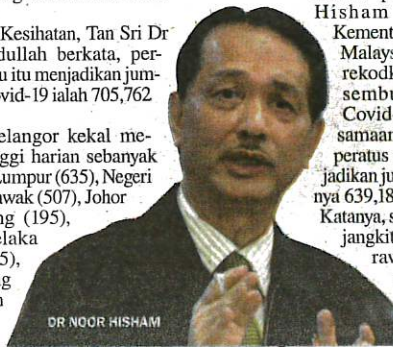 Kesihatan, Tan Sri Dr
dullah berkata, per-
u itu menjadikan jum-
vid-19 ialah 705,762
elangor kekal me-
ggi harian sebanyak
Lumpur (635), Negeri
awak (507), Johor
ng (195),
elaka
5),
ng
DR NOOR HISHAM
Hisham
Kement
Malays
rekodk
sembu
Covid
samaan
peratus
jadikan ju
nya 639,18
Katanya, s
jangkit
rav